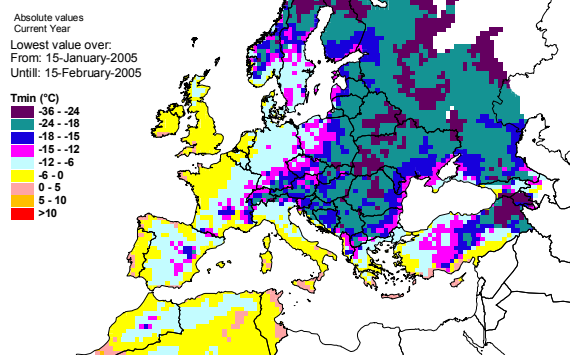 Absolute values
Current Year
Lowest value over:
From: 15-January-2005
Untill: 15-February-2005
Tmin (°C)
-36 - -24
-24 - -18
-18 - -15
-15 - -12
-12 - -6
-6 - 0
0 - 5
5 - 10
>10